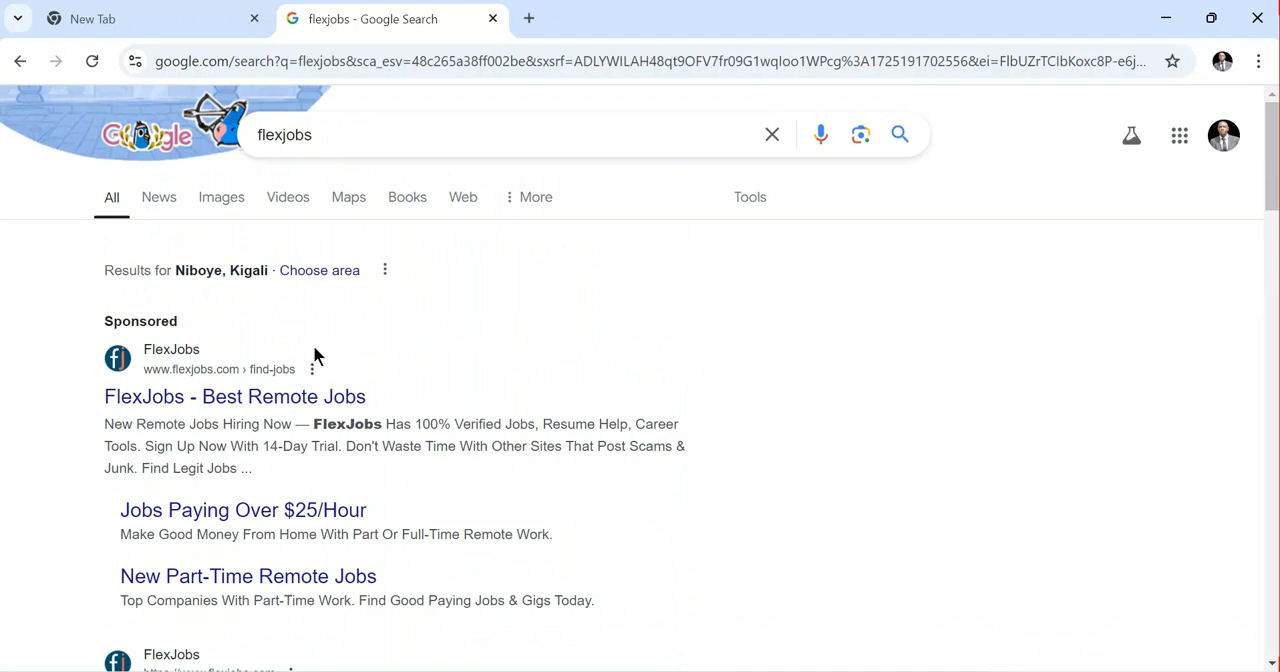 New Tab
flexjobs - Google Search
google.com/search?q=flexjobs&sca_esv=48c265a38ff002be&sxsrf=ADLYWILAH48qt9OFV7fr09G1wqIoo1WPcg%3A1725191702556&ei=FlbUZrTCIbKoxc8P-e6j...
Google
flexjobs
All News Images Videos Maps Books Web More Tools
Results for Niboye, Kigali · Choose area
Sponsored
FlexJobs
www.flexjobs.com › find-jobs
FlexJobs - Best Remote Jobs
New Remote Jobs Hiring Now — FlexJobs Has 100% Verified Jobs, Resume Help, Career
Tools. Sign Up Now With 14-Day Trial. Don't Waste Time With Other Sites That Post Scams &
Junk. Find Legit Jobs ...
Jobs Paying Over $25/Hour
Make Good Money From Home With Part Or Full-Time Remote Work.
New Part-Time Remote Jobs
Top Companies With Part-Time Work. Find Good Paying Jobs & Gigs Today.
FlexJobs